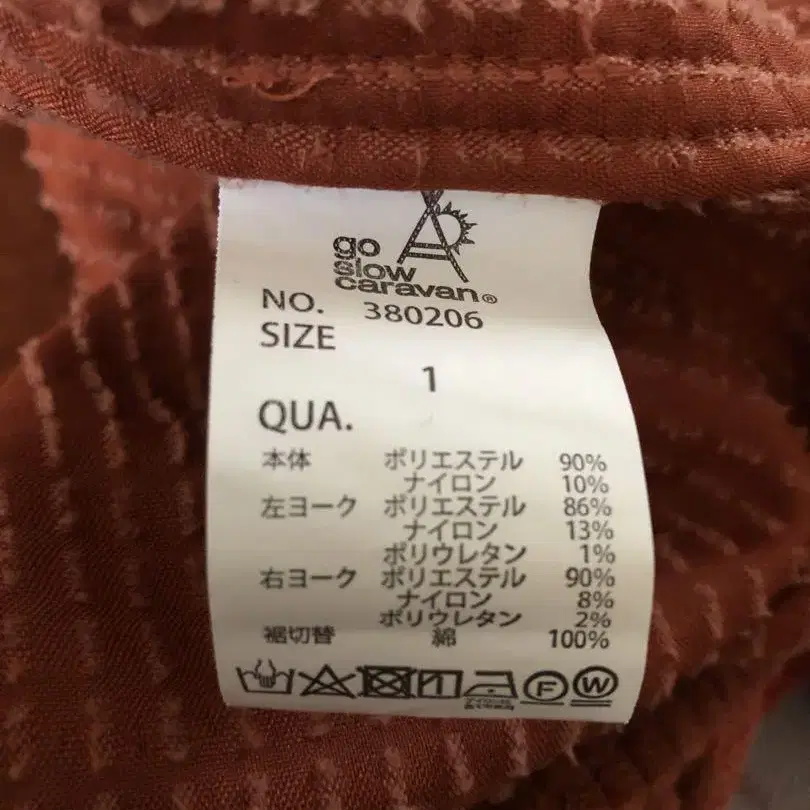 go
slow
caravan®
NO. 380206
SIZE
1
QUA.
本体 ポリエステル 90%
ナイロン 10%
左ヨーク ポリエステル 86%
ナイロン 13%
ポリウレタン 1%
右ヨーク ポリエステル 90%
ナイロン 8%
ポリウレタン 2%
裾切替 綿 100%
F W